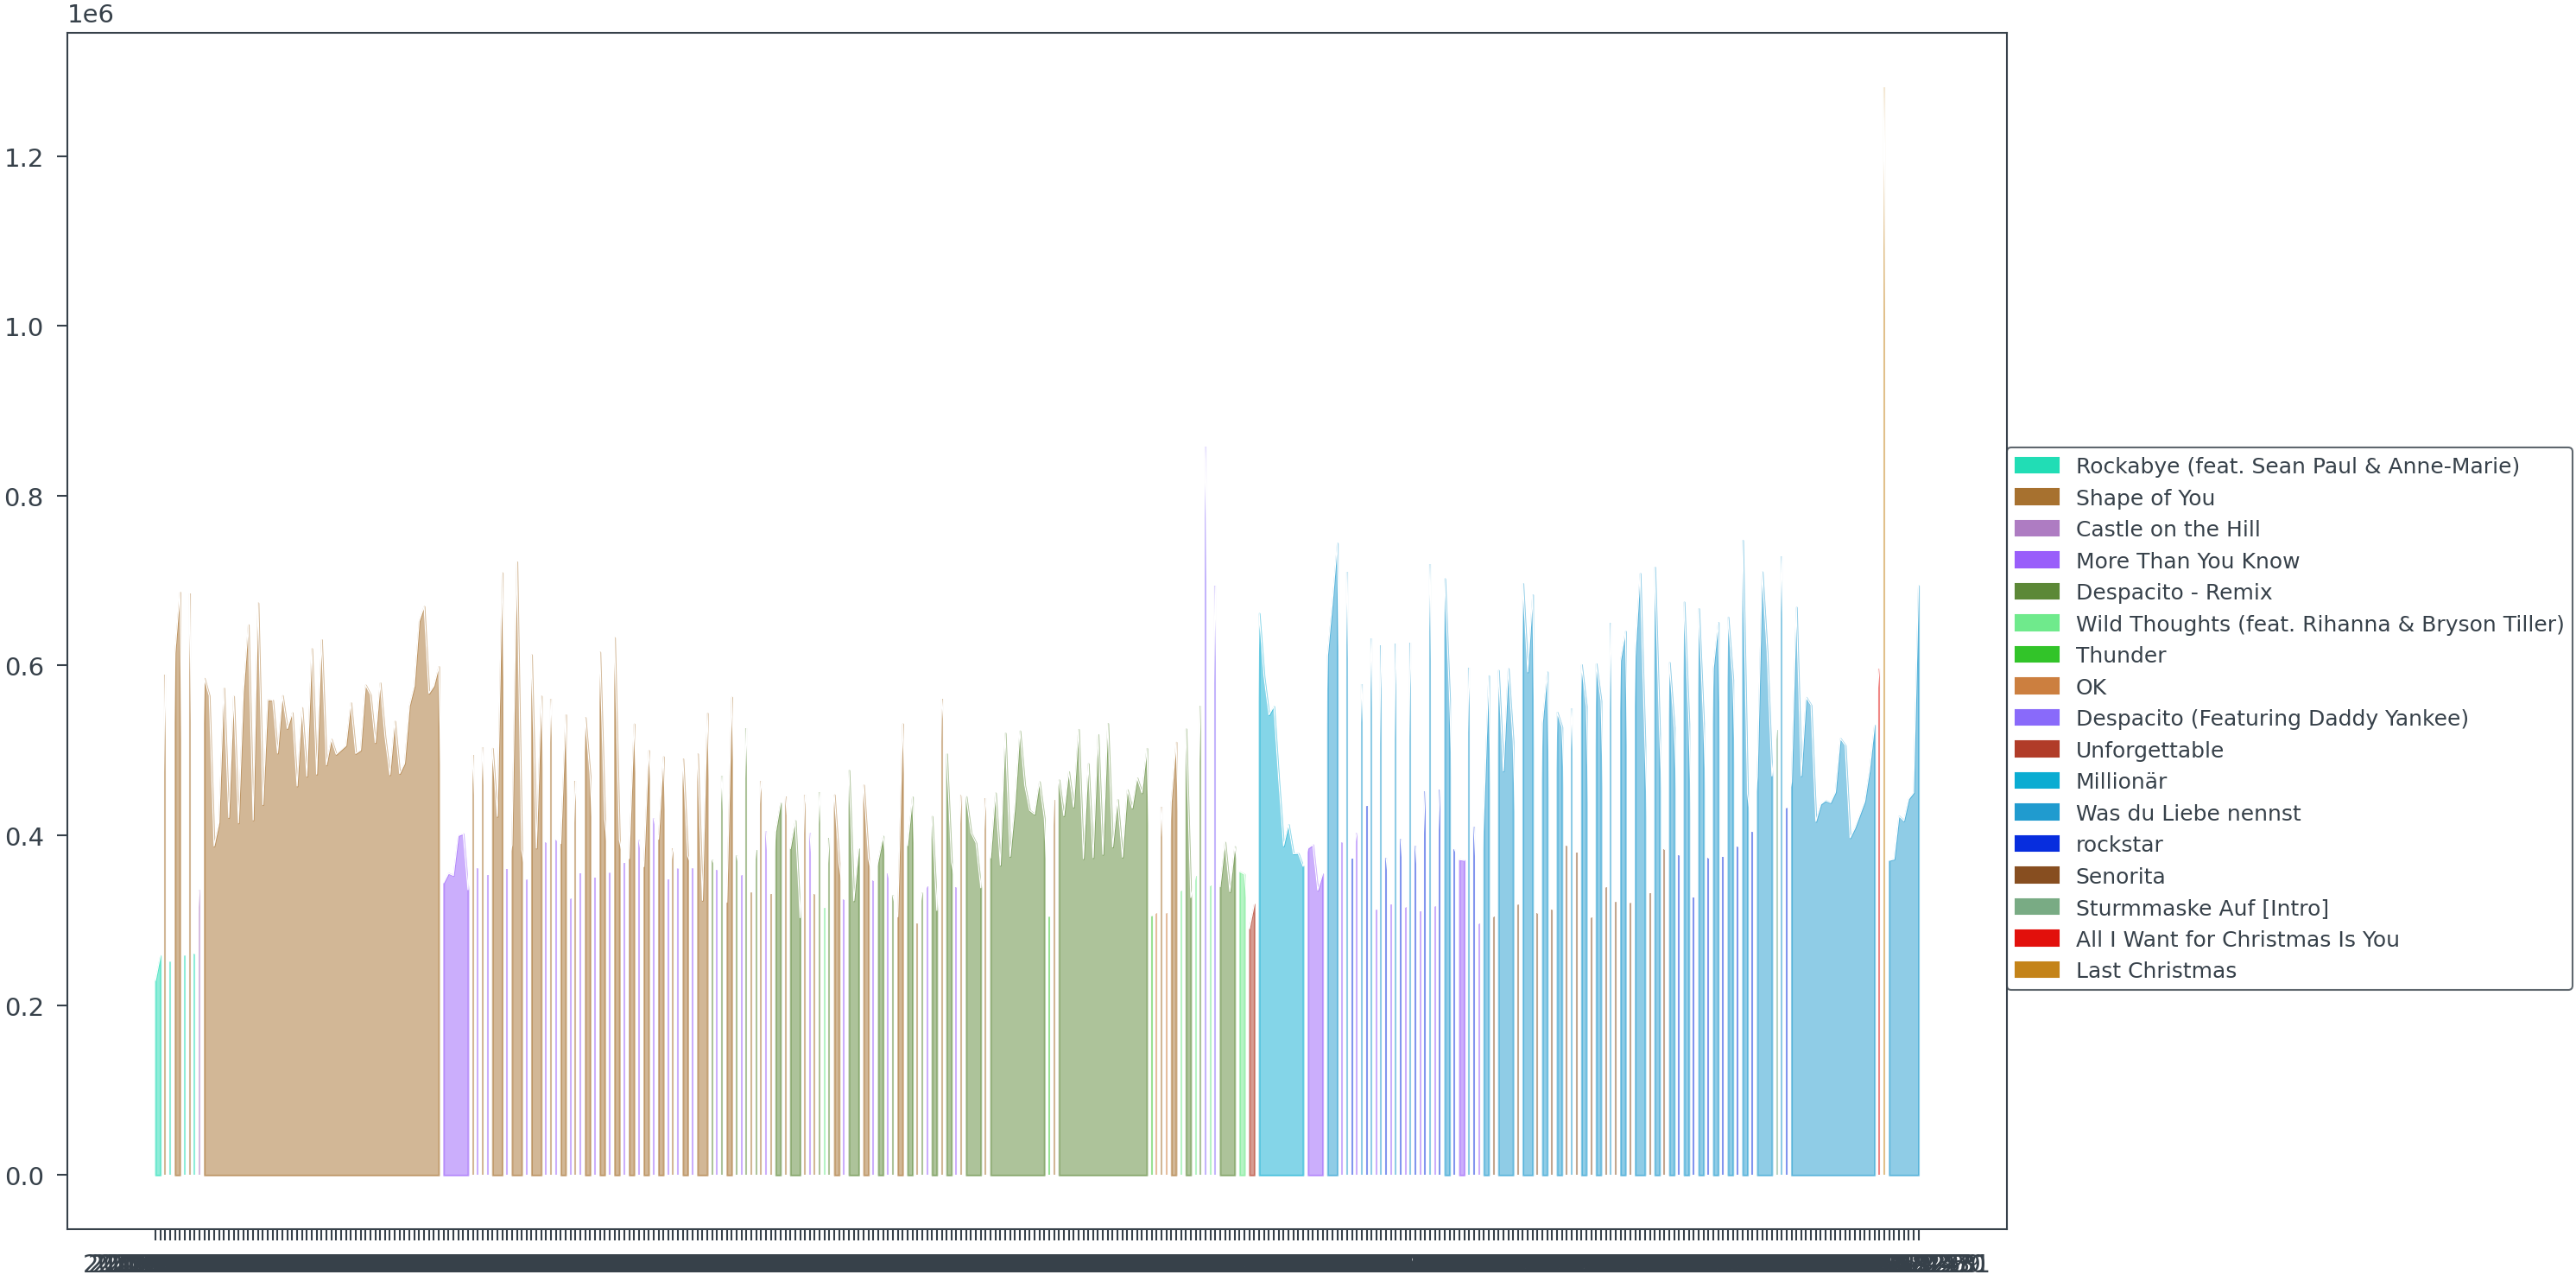 1e6
1.2
1.0
0.8
0.6
0.4
0.2
0.0
Rockabye (feat. Sean Paul & Anne-Marie)
Shape of You
Castle on the Hill
More Than You Know
Despacito - Remix
Wild Thoughts (feat. Rihanna & Bryson Tiller)
Thunder
OK
Despacito (Featuring Daddy Yankee)
Unforgettable
Millionär
Was du Liebe nennst
rockstar
Senorita
Sturmmaske Auf [Intro]
All I Want for Christmas Is You
Last Christmas